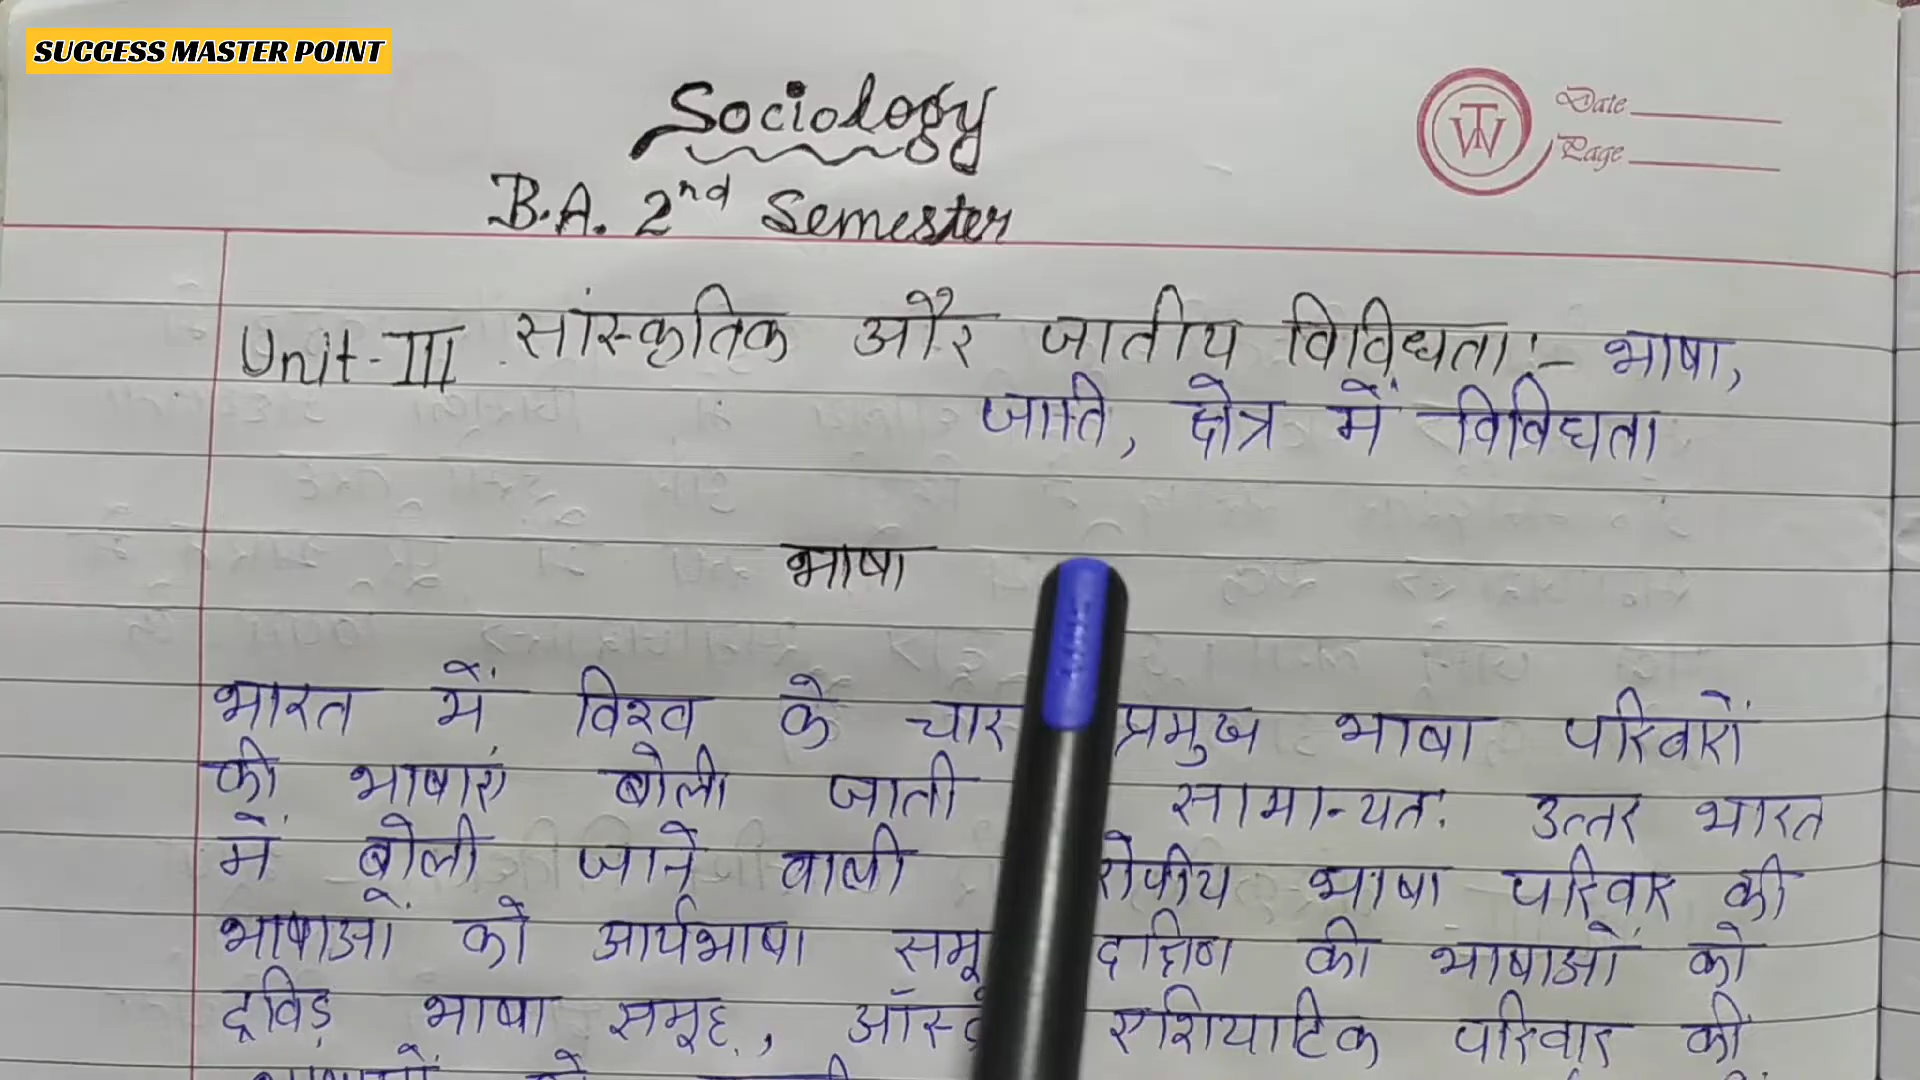 SUCCESS MASTER POINT
Sociology
Date
Page
B.A. 2nd Semester
Unit-III सांस्कृतिक और जातीय विविधता:- भाषा,
जाति, क्षेत्र में विविधता
भाषा
भारत में विश्व के चार प्रमुख भाषा परिवारों
की भाषाएं बोली जाती सामान्यत: उत्तर भारत
में बोली जाने वाली रोपीय भाषा परिवार की
भाषाओं को आर्यभाषा समू दक्षिण की भाषाओं को
द्रविड़ भाषा समूह, ऑस्ट्र एशियाटिक परिवार की